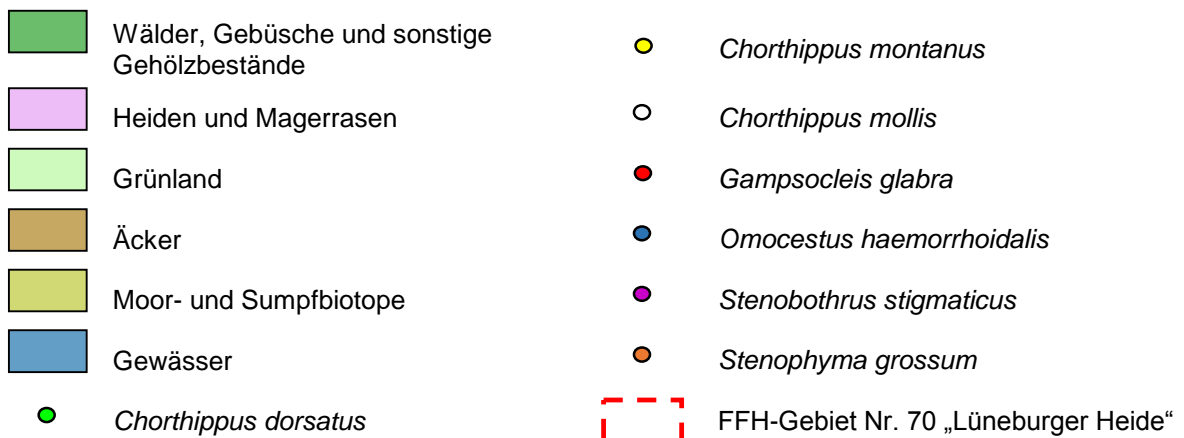 Wälder, Gebüsche und sonstige
Gehölzbestände
Heiden und Magerrasen
Grünland
Äcker
Moor- und Sumpfbiotope
Gewässer
Chorthippus dorsatus
Chorthippus montanus
Chorthippus mollis
Gampsocleis glabra
Omocestus haemorrhoidalis
Stenobothrus stigmaticus
Stenophyma grossum
FFH-Gebiet Nr. 70 „Lüneburger Heide“